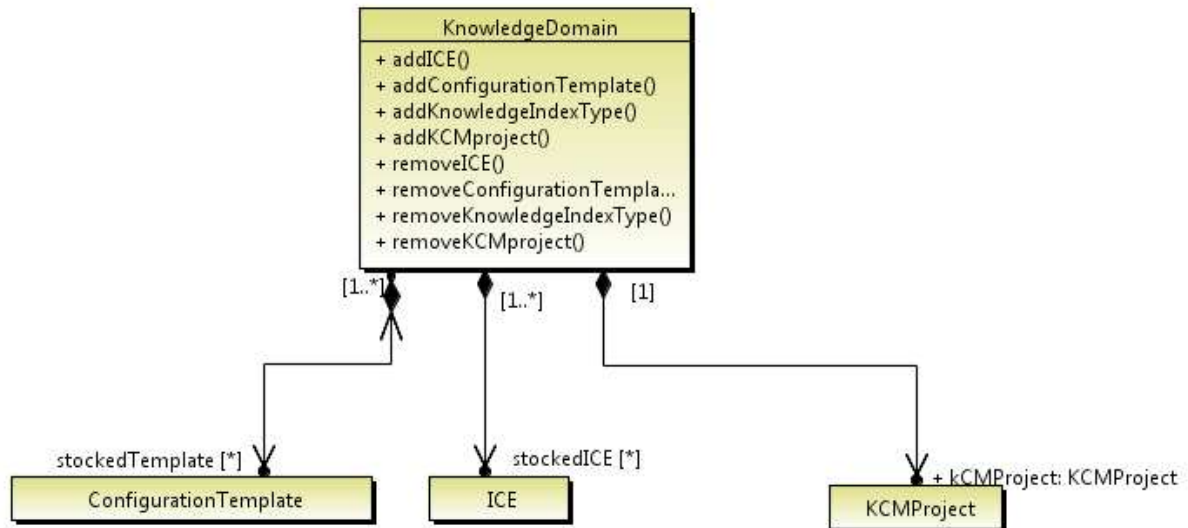 KnowledgeDomain
+ addICE()
+ addConfigurationTemplate()
+ addKnowledgeIndexType()
+ addKCMproject()
+ removeICE()
+ removeConfigurationTempla...
+ removeKnowledgeIndexType()
+ removeKCMproject()
[1..*]
[1..*]
[1]
stockedTemplate [*]
stockedICE [*]
+ kCMProject: KCMProject
ConfigurationTemplate
ICE
KCMProject